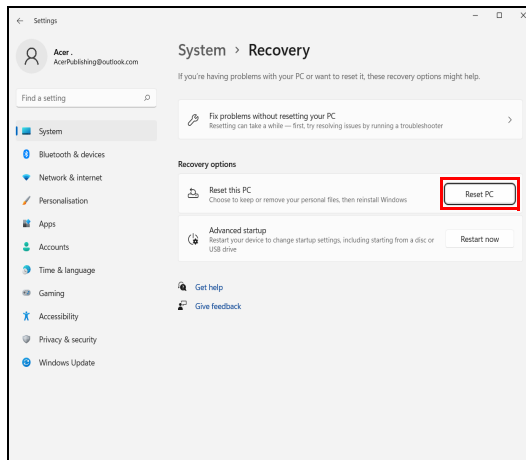 Settings
Acer .
AcerPublishing@outlook.com
Find a setting
System
Bluetooth & devices
Network & internet
Personalisation
Apps
Accounts
Time & language
Gaming
Accessibility
Privacy & security
Windows Update
System > Recovery
If you're having problems with your PC or want to reset it, these recovery options might help.
Fix problems without resetting your PC
Resetting can take a while — first, try resolving issues by running a troubleshooter
Recovery options
Reset this PC
Choose to keep or remove your personal files, then reinstall Windows
Reset PC
Advanced startup
Restart your device to change startup settings, including starting from a disc or
USB drive
Restart now
Get help
Give feedback